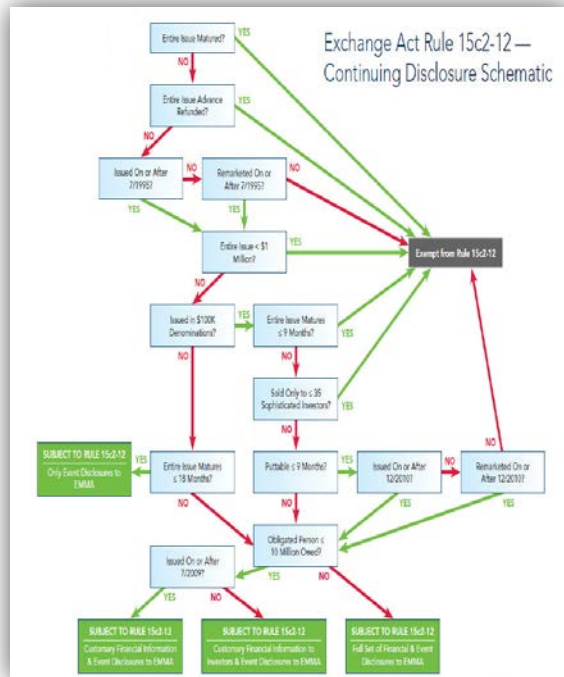 Exchange Act Rule 15c2-12 —
Continuing Disclosure Schematic
Entire Issue Matured?
YES
NO
Entire Issue Advance
Refunded?
YES
NO
Issued On or After
7/1995?
NO
Remarketed On or
After 7/1995?
NO
YES
YES
Entire Issue < $1
Million?
YES
Exempt from Rule 15c2-12
NO
Issued in $100K
Denominations?
YES
Entire Issue Matures
≤ 9 Months?
YES
NO
NO
Sold Only to ≤ 35
Sophisticated Investors?
YES
NO
SUBJECT TO RULE 15c2-12
Only Event Disclosures to
EMMA
YES
Entire Issue Matures
≤ 18 Months?
Puttable ≤ 9 Months?
YES
Issued On or After
12/2010?
NO
Remarketed On or
After 12/2010?
NO
NO
NO
YES
YES
Obligated Person ≤
10 Million Owed?
Issued On or After
7/2009?
YES
NO
YES
NO
SUBJECT TO RULE 15c2-12
Customary Financial Information
& Event Disclosures to EMMA
SUBJECT TO RULE 15c2-12
Customary Financial Information to
Investors & Event Disclosures to EMMA
SUBJECT TO RULE 15c2-12
Full Set of Financial & Event
Disclosures to EMMA